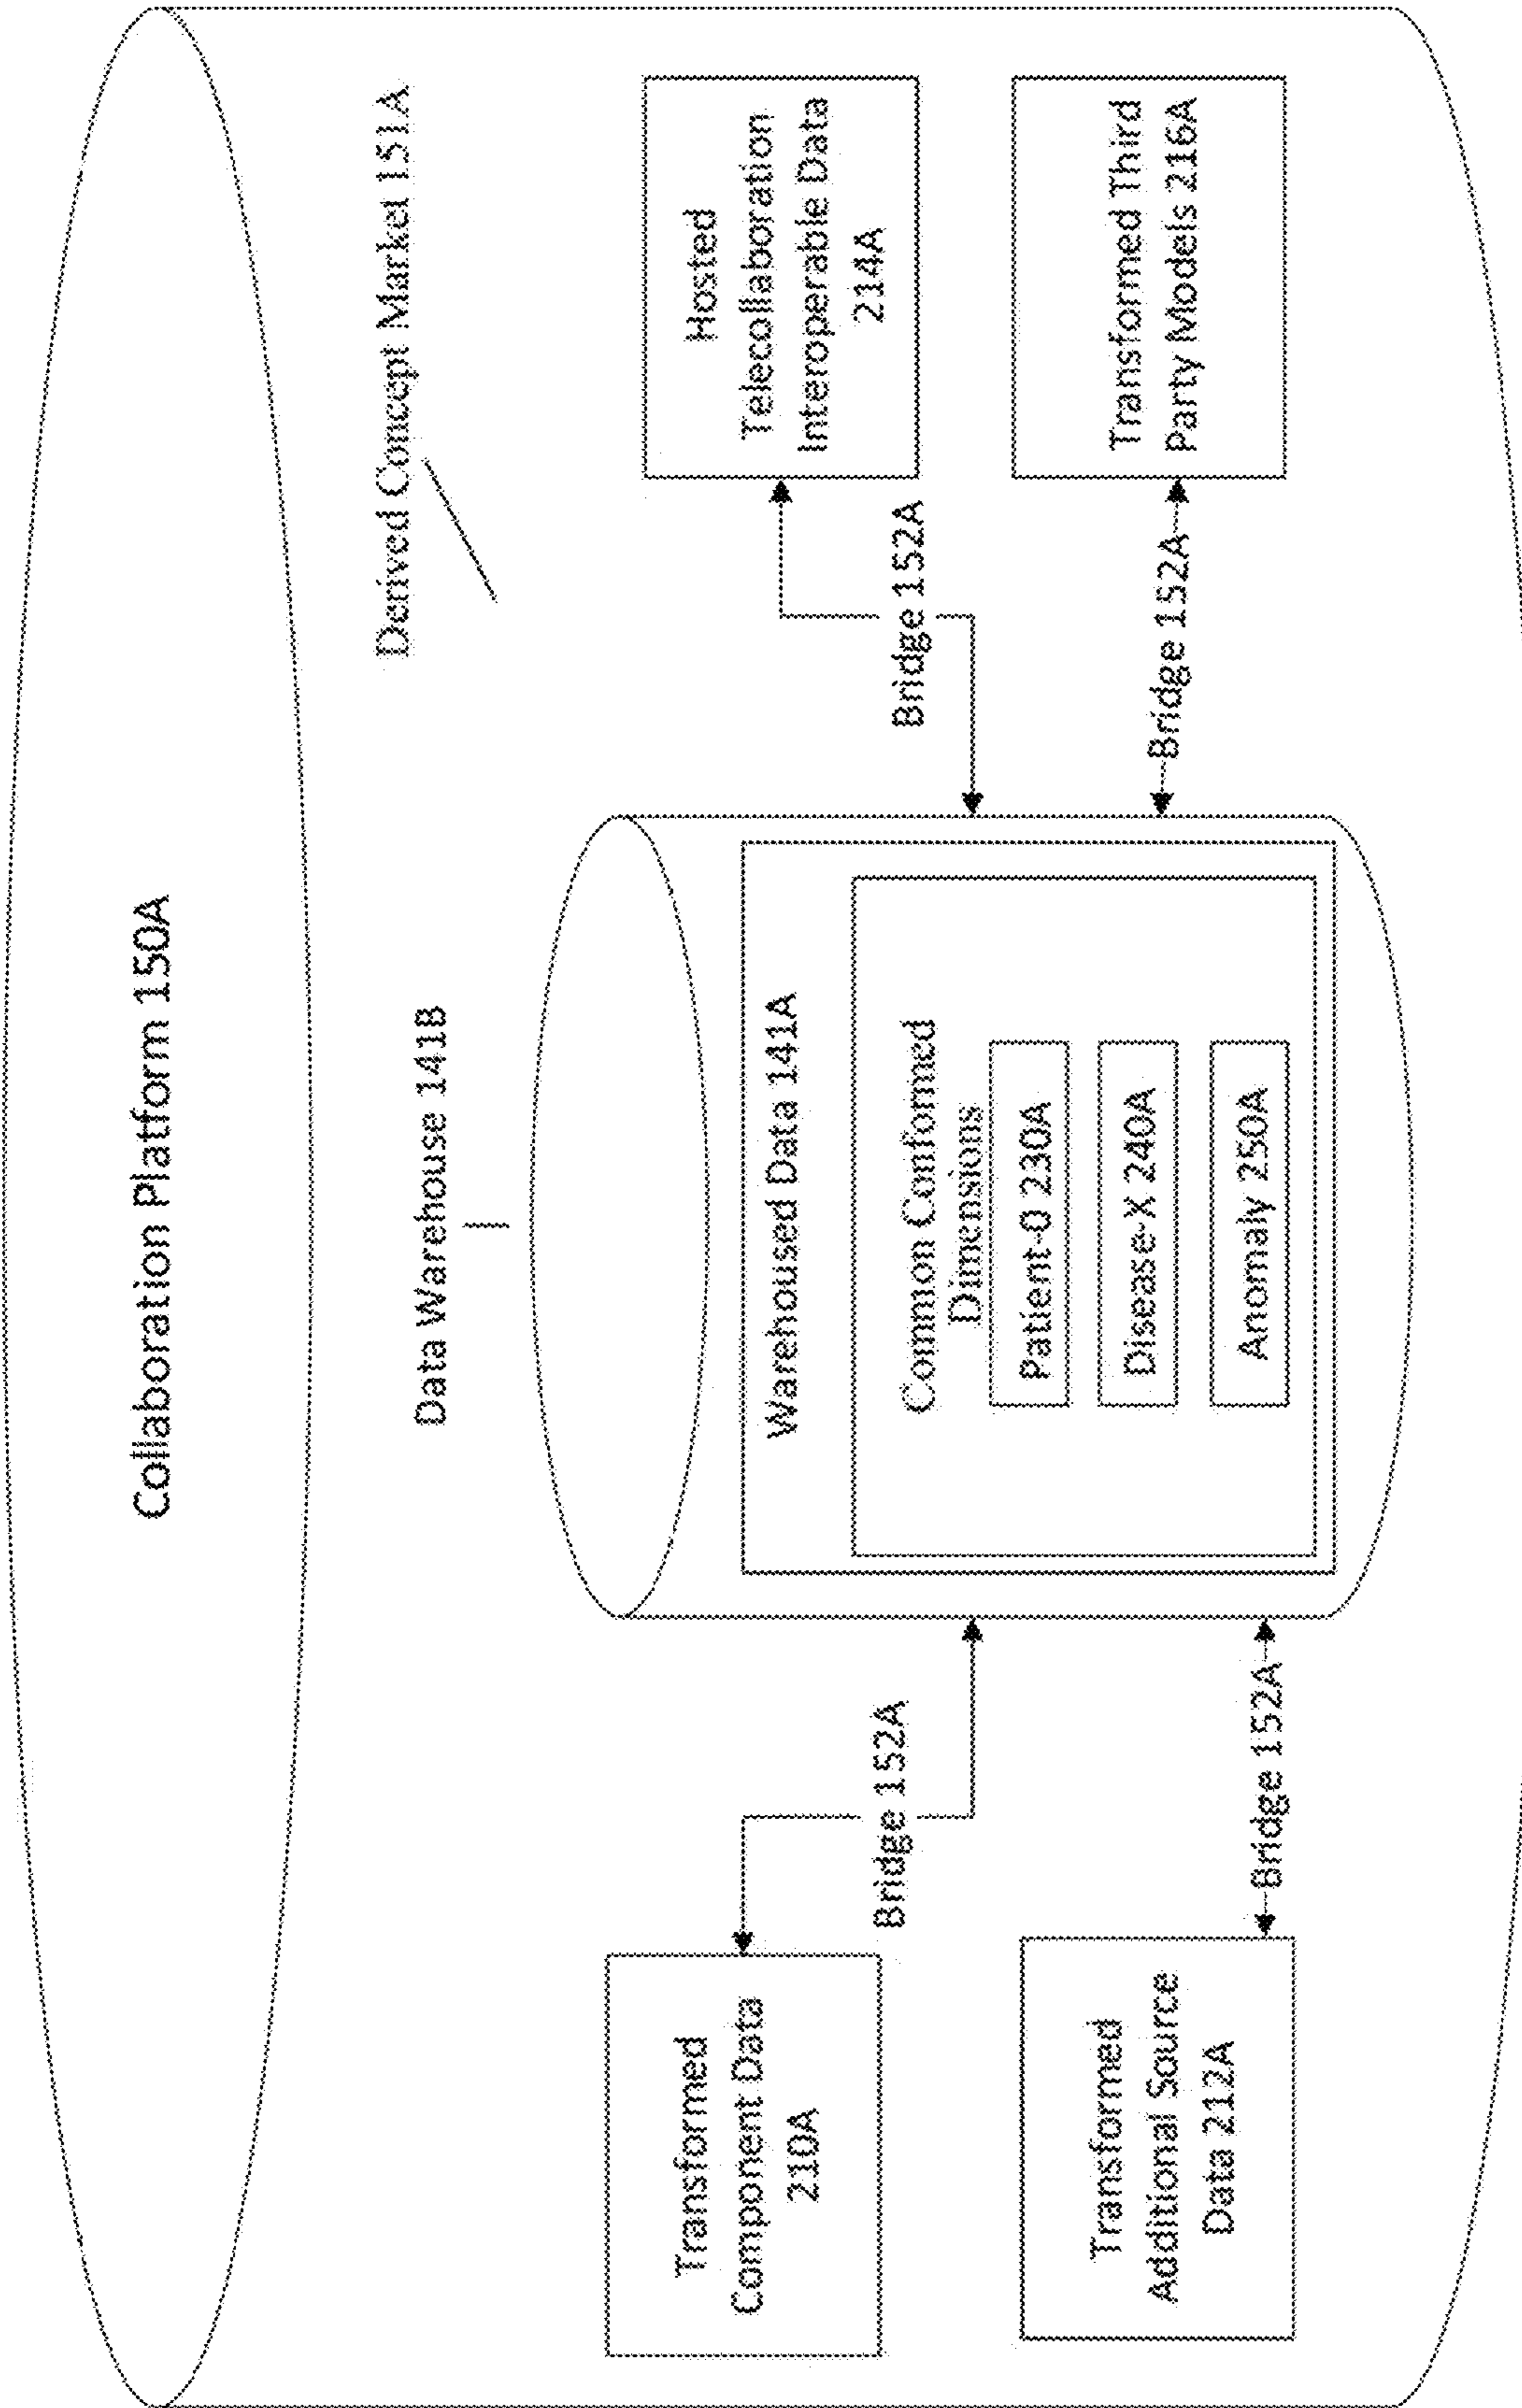 Collaboration Platform 150A
Data Warehouse 141B
Derived Concept Market 151A
Transformed
Component Data
210A
Bridge 152A
Transformed
Additional Source
Data 212A
Bridge 152A
Warehoused Data 141A
Common Conformed
Dimensions
Patient-0 230A
Disease-X 240A
Anomaly 250A
Bridge 152A
Hosted
Telecollaboration
Interoperable Data
214A
Bridge 152A
Transformed Third
Party Models 216A